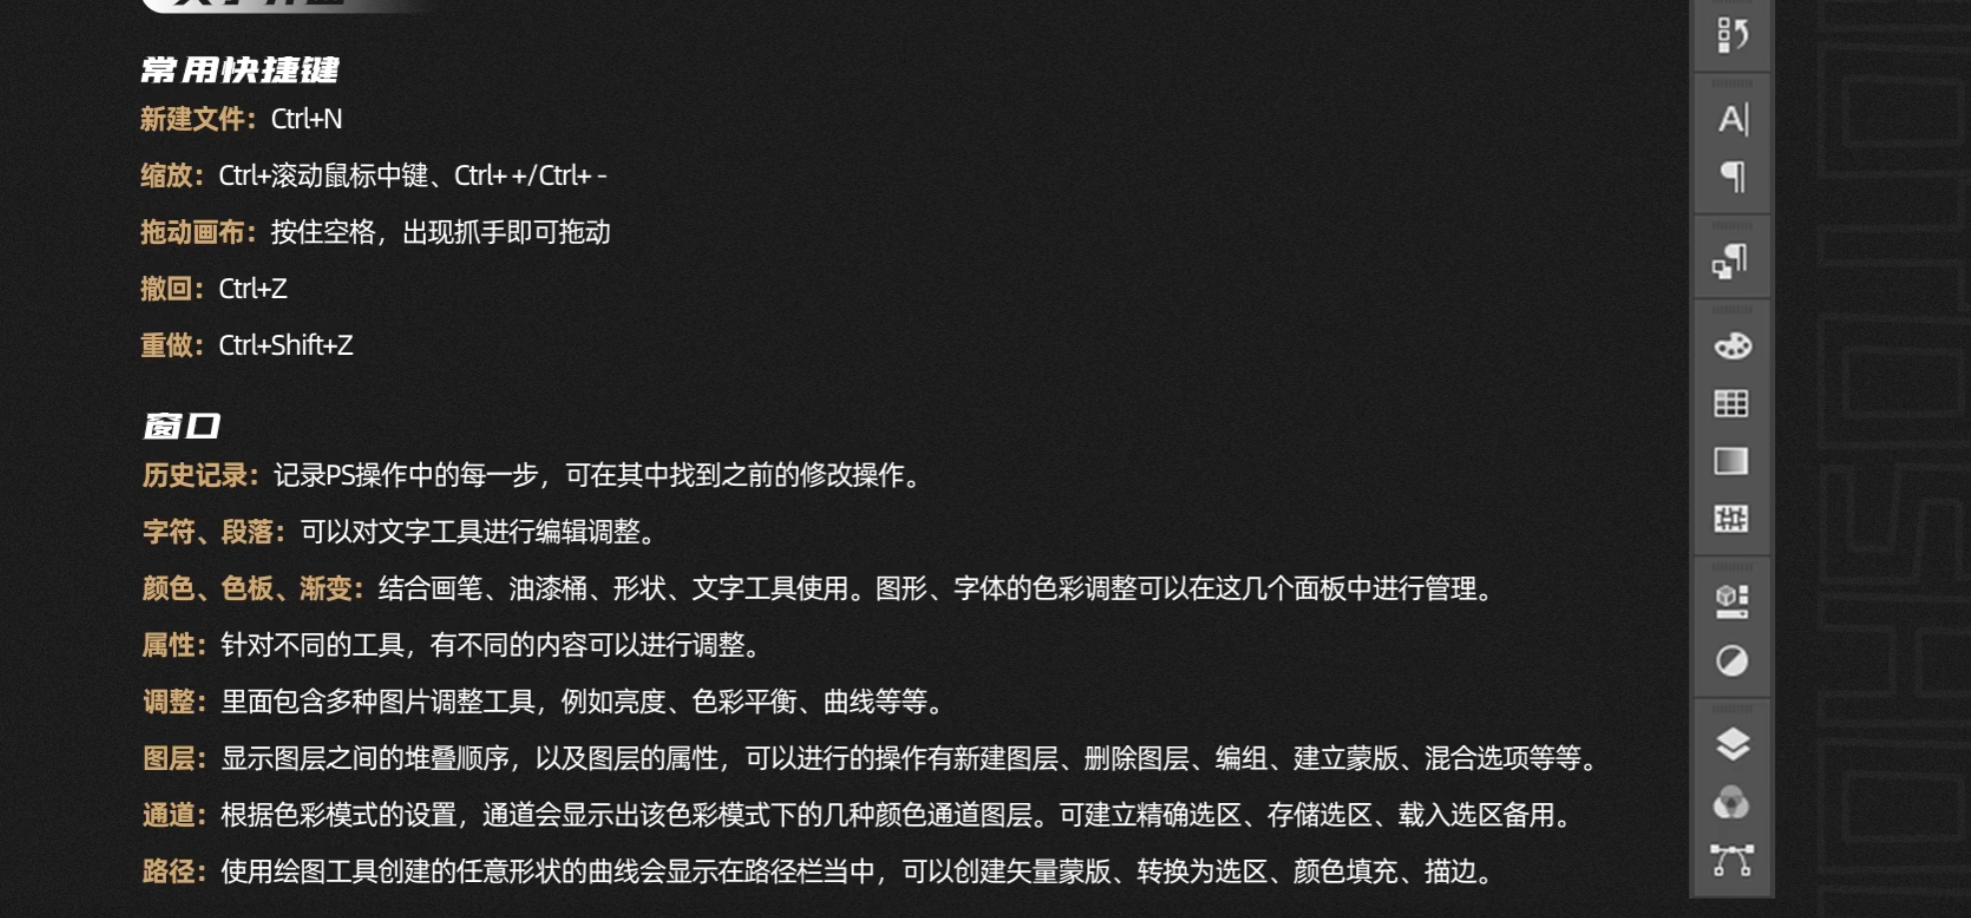 常用快捷键
新建文件：Ctrl+N
缩放：Ctrl+滚动鼠标中键、Ctrl+ +/Ctrl+ -
拖动画布：按住空格，出现抓手即可拖动
撤回：Ctrl+Z
重做：Ctrl+Shift+Z
窗口
历史记录：记录PS操作中的每一步，可在其中找到之前的修改操作。
字符、段落：可以对文字工具进行编辑调整。
颜色、色板、渐变：结合画笔、油漆桶、形状、文字工具使用。图形、字体的色彩调整可以在这几个面板中进行管理。
属性：针对不同的工具，有不同的内容可以进行调整。
调整：里面包含多种图片调整工具，例如亮度、色彩平衡、曲线等等。
图层：显示图层之间的堆叠顺序，以及图层的属性，可以进行的操作有新建图层、删除图层、编组、建立蒙版、混合选项等等。
通道：根据色彩模式的设置，通道会显示出该色彩模式下的几种颜色通道图层。可建立精确选区、存储选区、载入选区备用。
路径：使用绘图工具创建的任意形状的曲线会显示在路径栏当中，可以创建矢量蒙版、转换为选区、颜色填充、描边。